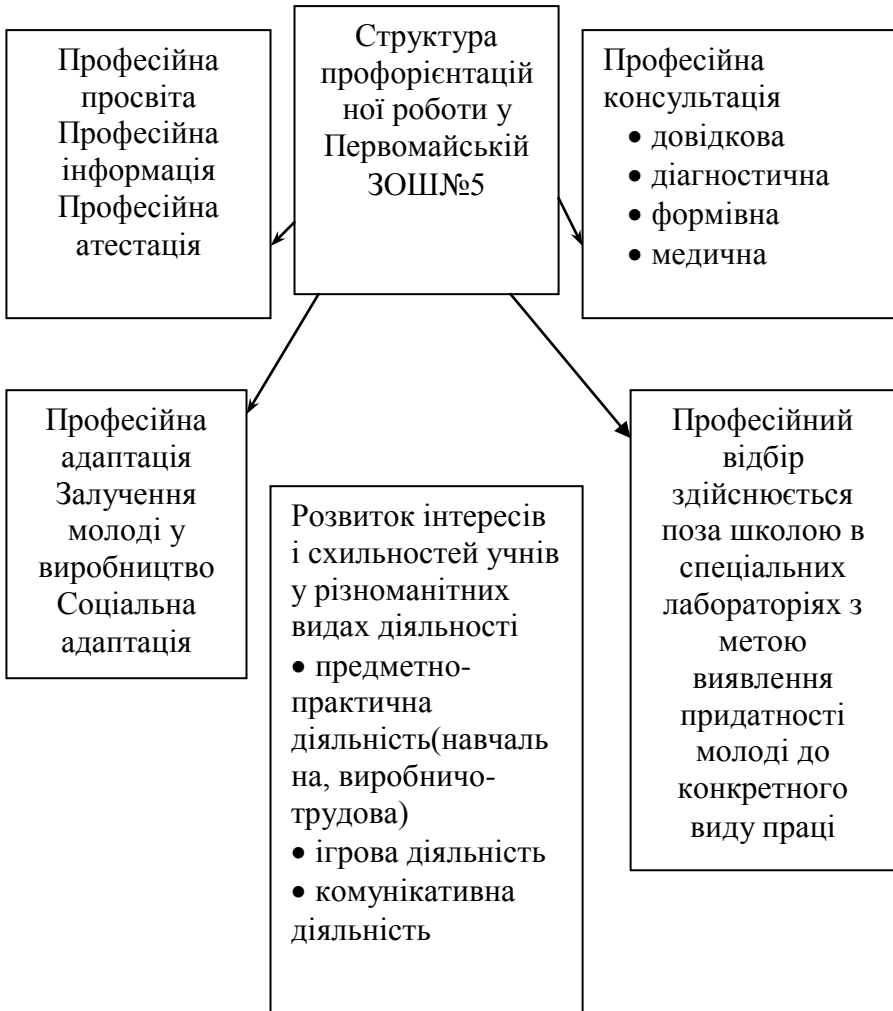 Професійна
просвіта
Професійна
інформація
Професійна
атестація
Структура
профорієнтацій
ної роботи у
Первомайській
ЗОШ№5
Професійна
консультація
• довідкова
• діагностична
• формівна
• медична
Професійна
адаптація
Залучення
молоді у
виробництво
Соціальна
адаптація
Розвиток інтересів
і схильностей учнів
у різноманітних
видах діяльності
• предметно-
практична
діяльність(навчаль
на, виробничо-
трудова)
• ігрова діяльність
• комунікативна
діяльність
Професійний
відбір
здійснюється
поза школою в
спеціальних
лабораторіях з
метою
виявлення
придатності
молоді до
конкретного
виду праці